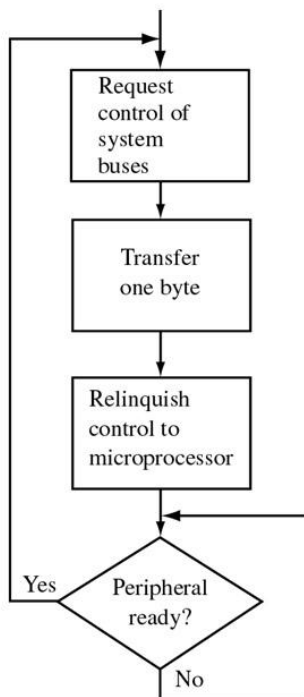 Request
control of
system
buses
Transfer
one byte
Relinquish
control to
microprocessor
Yes
Peripheral
ready?
No